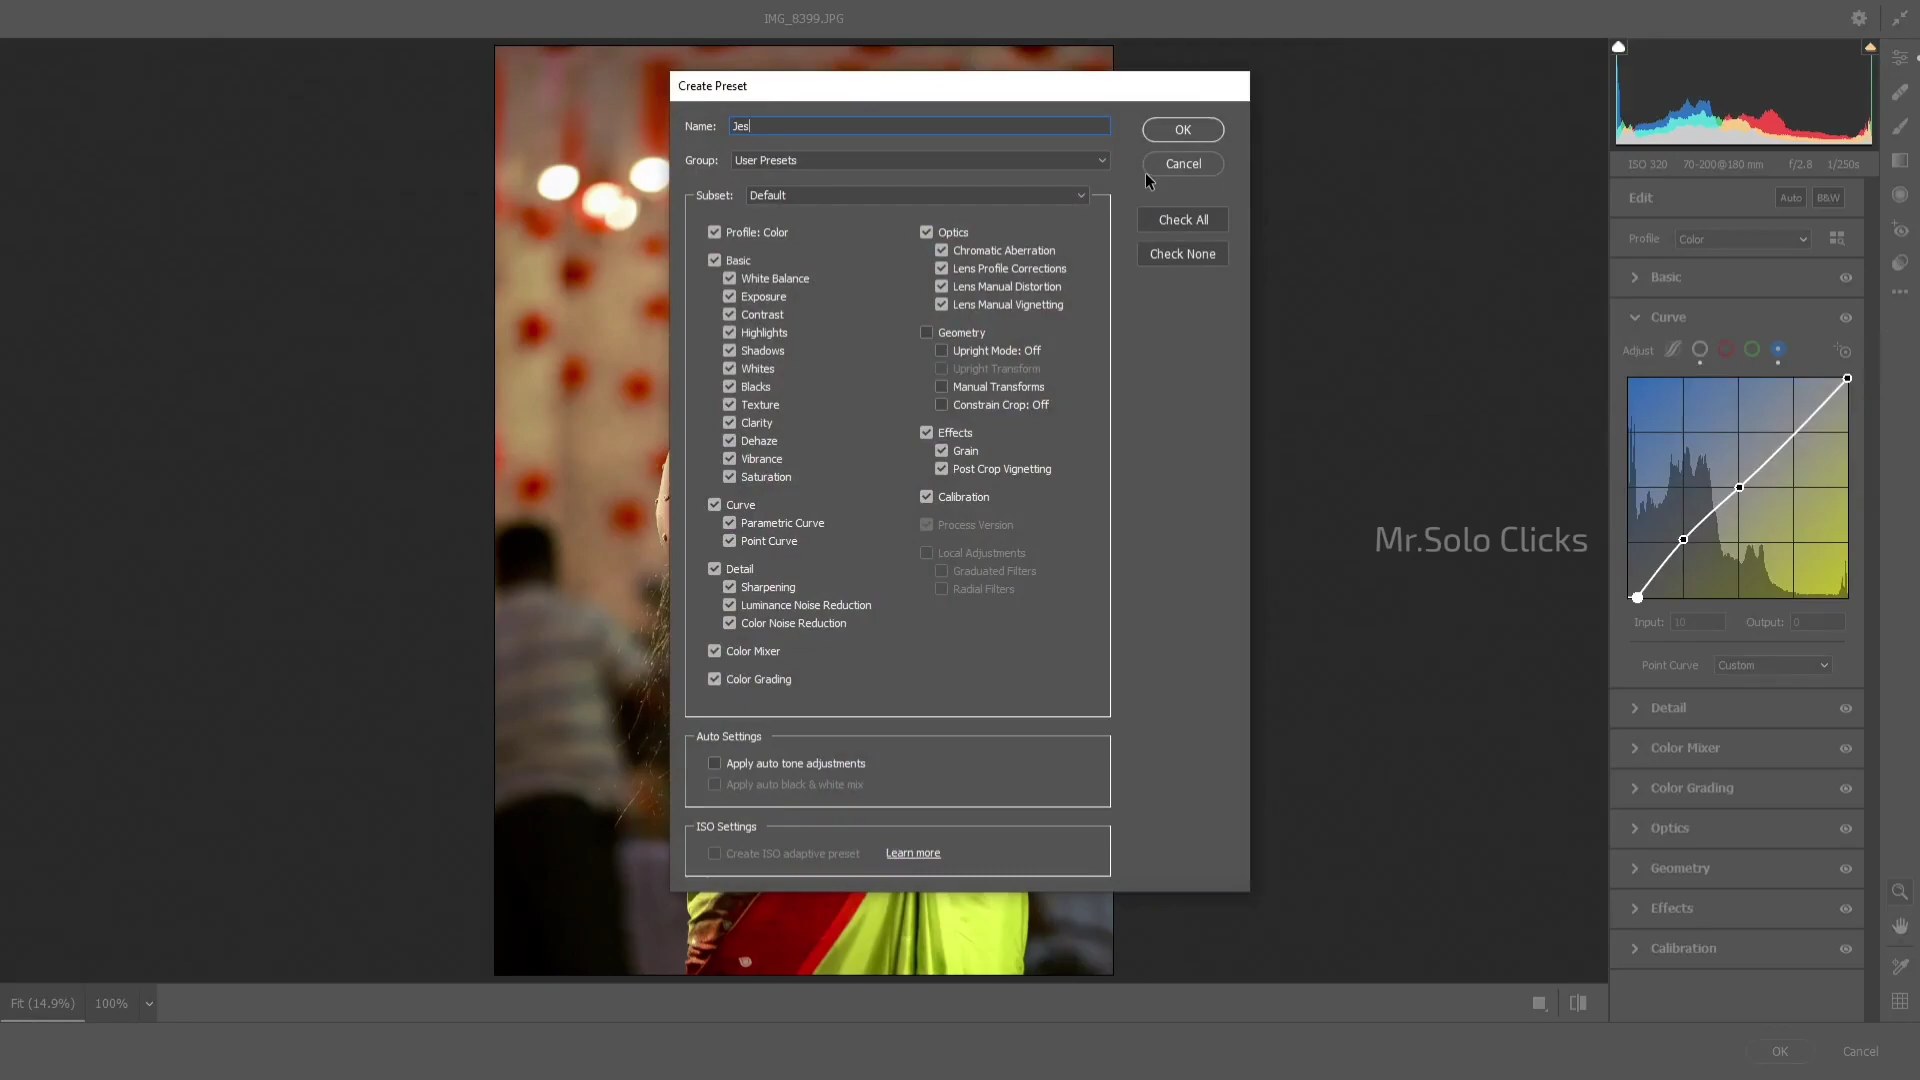 IMG_8399.JPG
Create Preset
Name: Jes
OK
Group: User Presets
Cancel
Subset: Default
Check All
Check None
Profile: Color
Basic
White Balance
Exposure
Contrast
Highlights
Shadows
Whites
Blacks
Texture
Clarity
Dehaze
Vibrance
Saturation
Curve
Parametric Curve
Point Curve
Detail
Sharpening
Luminance Noise Reduction
Color Noise Reduction
Color Mixer
Color Grading
Optics
Chromatic Aberration
Lens Profile Corrections
Lens Manual Distortion
Lens Manual Vignetting
Geometry
Upright Mode: Off
Upright Transform
Manual Transforms
Constrain Crop: Off
Effects
Grain
Post Crop Vignetting
Calibration
Process Version
Local Adjustments
Graduated Filters
Radial Filters
Auto Settings
Apply auto tone adjustments
Apply auto black & white mix
ISO Settings
Create ISO adaptive preset Learn more
Mr.Solo Clicks
ISO 320 70-200@180 mm f/2.8 1/250s
Edit Auto B&W
Profile Color
Basic
Curve
Adjust
Input: 10 Output: 0
Point Curve Custom
Detail
Color Mixer
Color Grading
Optics
Geometry
Effects
Calibration
Fit (14.9%) 100%
OK Cancel